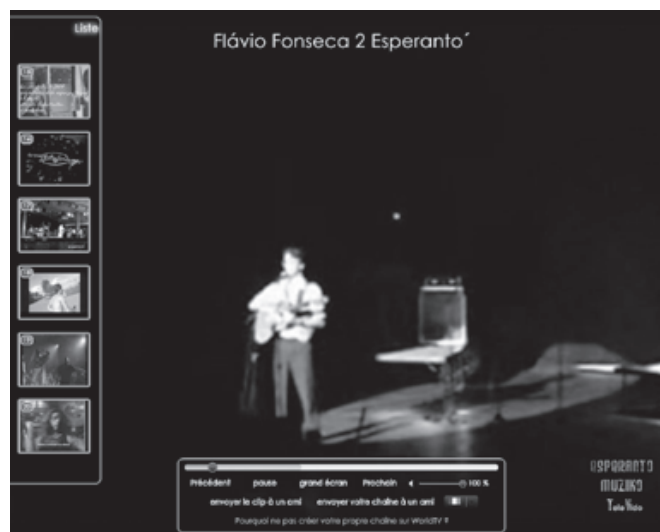 Liste
Flávio Fonseca 2 Esperanto´
Précédent pause grand écran Prochain 100 %
envoyer le clip à un ami envoyer votre chaîne à un ami
Pourquoi ne pas créer votre propre chaîne sur WorldTV ?
ESPERANTO
MUZIKO
TeleVido